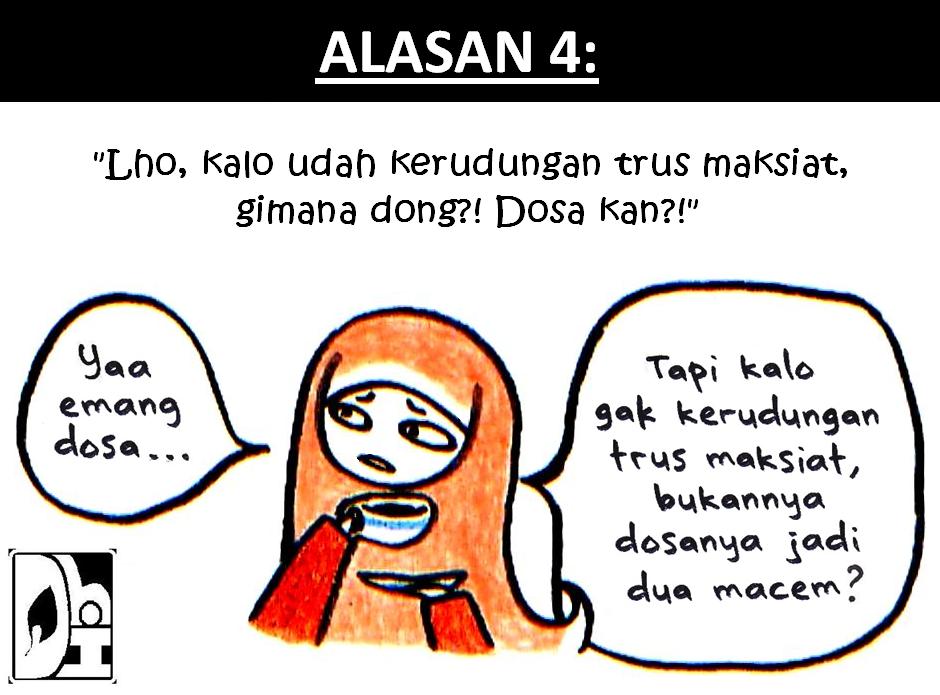 ALASAN 4:
"Lho, kalo udah kerudungan trus maksiat,
gimana dong?! Dosa kan?!"
Yaa
emang
dosa...
Tapi kalo
gak kerudungan
trus maksiat,
bukannya
dosanya jadi
dua macem?